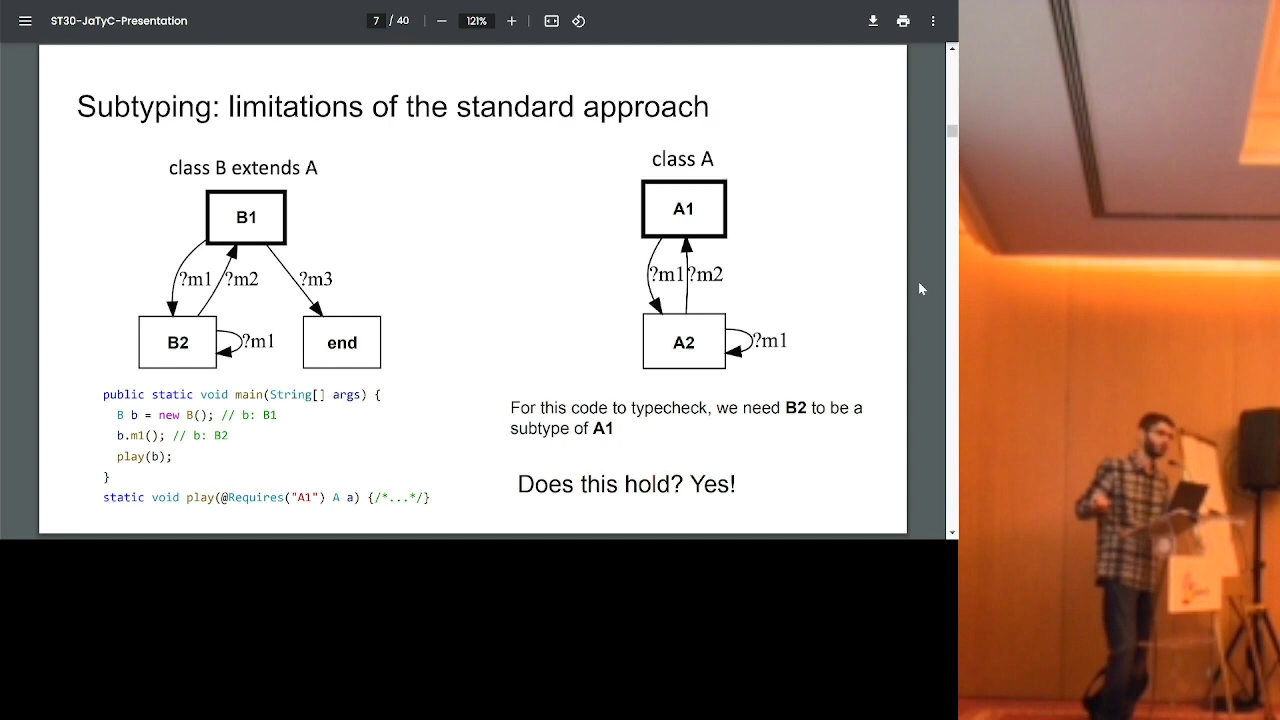 ST30-JaTyC-Presentation
7 / 40
121%
Subtyping: limitations of the standard approach
class B extends A
B1
?m1
?m2
?m3
B2
?m1
end
class A
A1
?m1
?m2
A2
?m1
public static void main(String[] args) {
B b = new B(); // b: B1
b.m1(); // b: B2
play(b);
}
static void play(@Requires("A1") A a) {/*...*/}
For this code to typecheck, we need B2 to be a
subtype of A1
Does this hold? Yes!